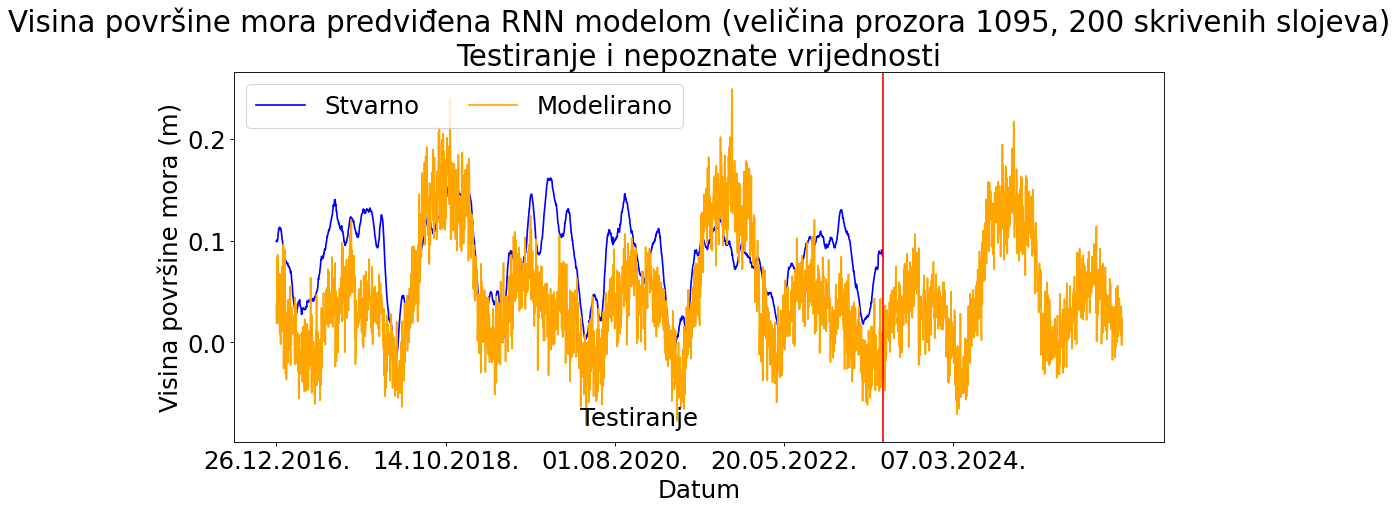 Visina površine mora predviđena RNN modelom (veličina prozora 1095, 200 skrivenih slojeva)
Testiranje i nepoznate vrijednosti
Stvarno
Modelirano
Visina površine mora (m)
0.2
0.1
0.0
Testiranje
26.12.2016.
14.10.2018.
01.08.2020.
20.05.2022.
07.03.2024.
Datum